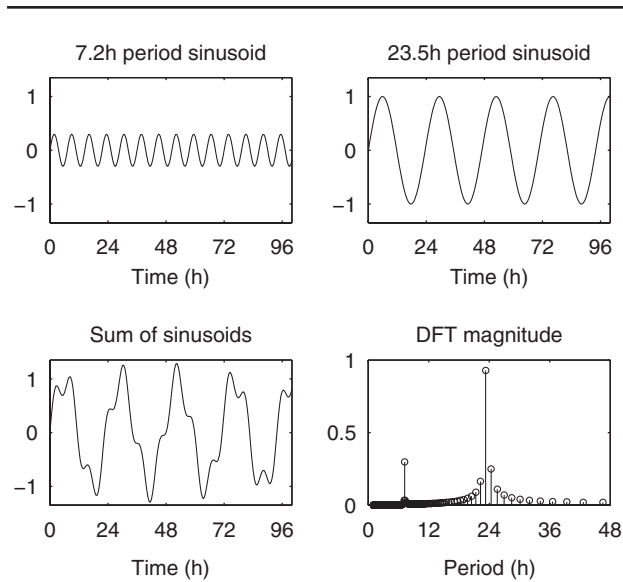 7.2h period sinusoid
1
0
−1
0 24 48 72 96
Time (h)
23.5h period sinusoid
1
0
−1
0 24 48 72 96
Time (h)
Sum of sinusoids
1
0
−1
0 24 48 72 96
Time (h)
DFT magnitude
1
0.5
0
0 12 24 36 48
Period (h)